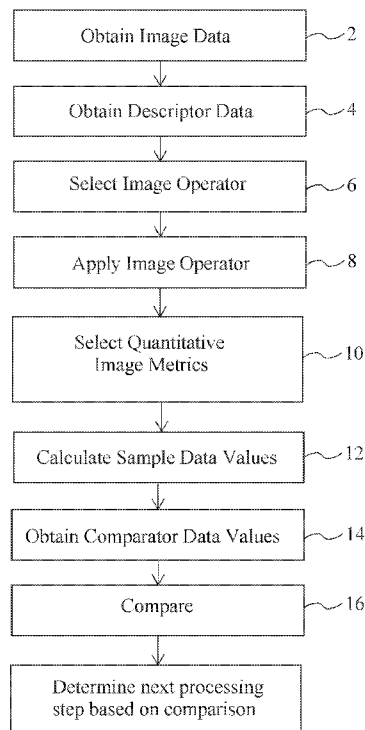 Obtain Image Data
2
Obtain Descriptor Data
4
Select Image Operator
6
Apply Image Operator
8
Select Quantitative
Image Metrics
10
Calculate Sample Data Values
12
Obtain Comparator Data Values
14
Compare
16
Determine next processing
step based on comparison